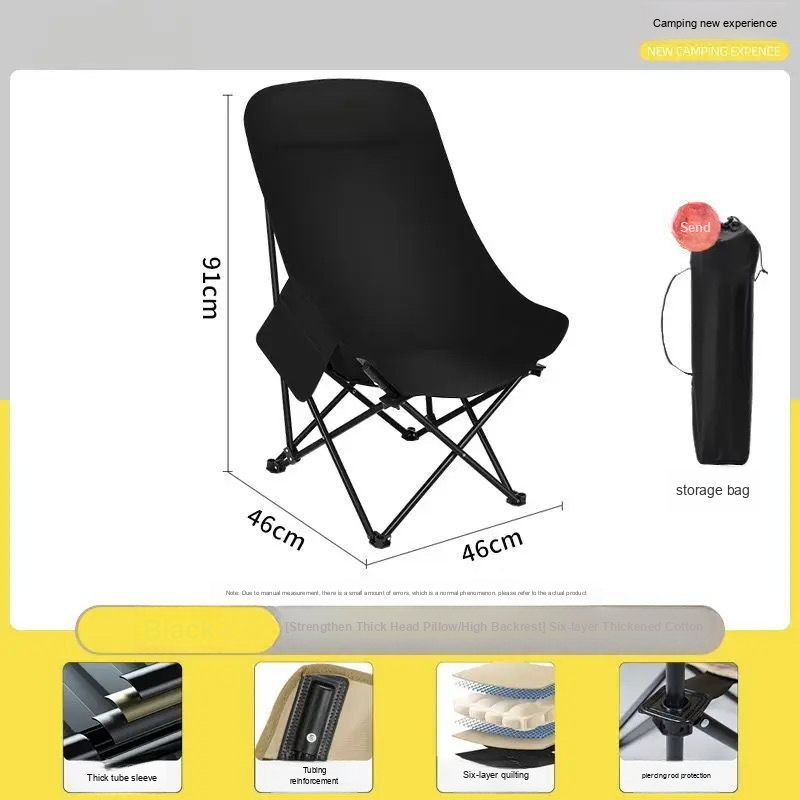 Camping new experience
NEW CAMPING EXPENCE
91cm
Send
storage bag
46cm
46cm
Note: Due to manual measurement, there is a small amount of errors, which is a normal phenomenon, please refer to the actual product
Black
[Strengthen Thick Head Pillow/High Backrest] Six-layer Thickened Cotton
Thick tube sleeve
Tubing
reinforcement
Six-layer quilting
piercing rod protection